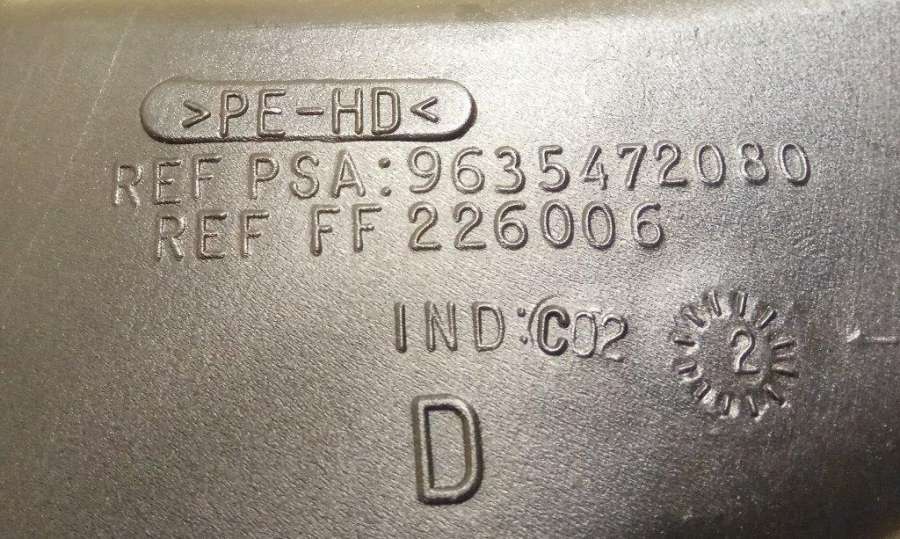 >PE-HD<
REF PSA:9635472080
REF FF 226006
IND:C02
2
D